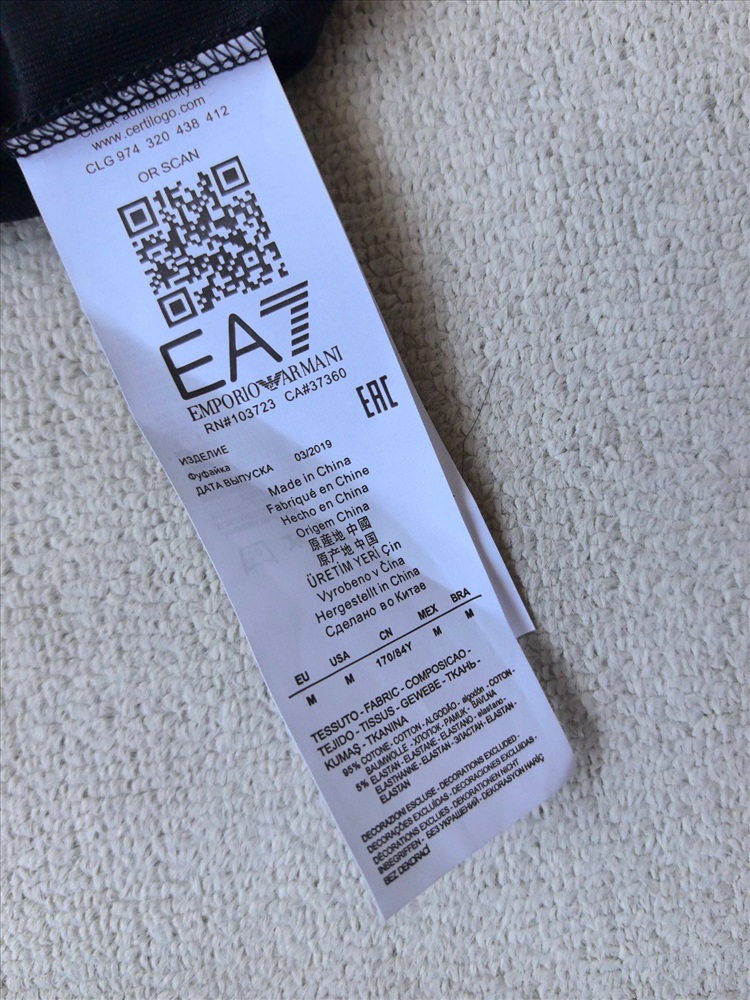 Check authenticity at
www.certilogo.com
CLG 974 320 438 412
OR SCAN
EA7
EMPORIO ARMANI
RN#103723 CA#37360
EAC
ИЗДЕЛИЕ
Фуфайка
ДАТА ВЫПУСКА 03/2019
Made in China
Fabriqué en Chine
Hecho en China
Origem China
原産地 中國
原产地 中国
ÜRETİM YERİ Çin
Vyrobeno v Čína
Hergestellt in China
Сделано во Китае
EU USA CN MEX BRA
M M 170/84Y M M
TESSUTO - FABRIC - COMPOSICAO -
TEJIDO - TISSUS - GEWEBE - ТКАНЬ -
KUMAŞ - TKANINA
95% COTONE - COTTON - ALGODÃO - algodón - COTON -
BAUMWOLLE - ХЛОПОК - PAMUK - BAVLNA
5% ELASTAN - ELASTANE - ELASTANO - elastano -
ELASTHANNE - ELASTAN - ЭЛАСТАН - ELASTAN -
ELASTAN
DECORAZIONI ESCLUSE - DECORATIONS EXCLUDED -
DECORAÇÕES EXCLUÍDAS - DECORACIONES EXCLUIDAS -
DÉCORATIONS EXCLUES - DEKORATIONEN NICHT
INBEGRIFFEN - БЕЗ УКРАШЕНИЙ - DEKORASYON HARİÇ
BEZ DEKORACÍ